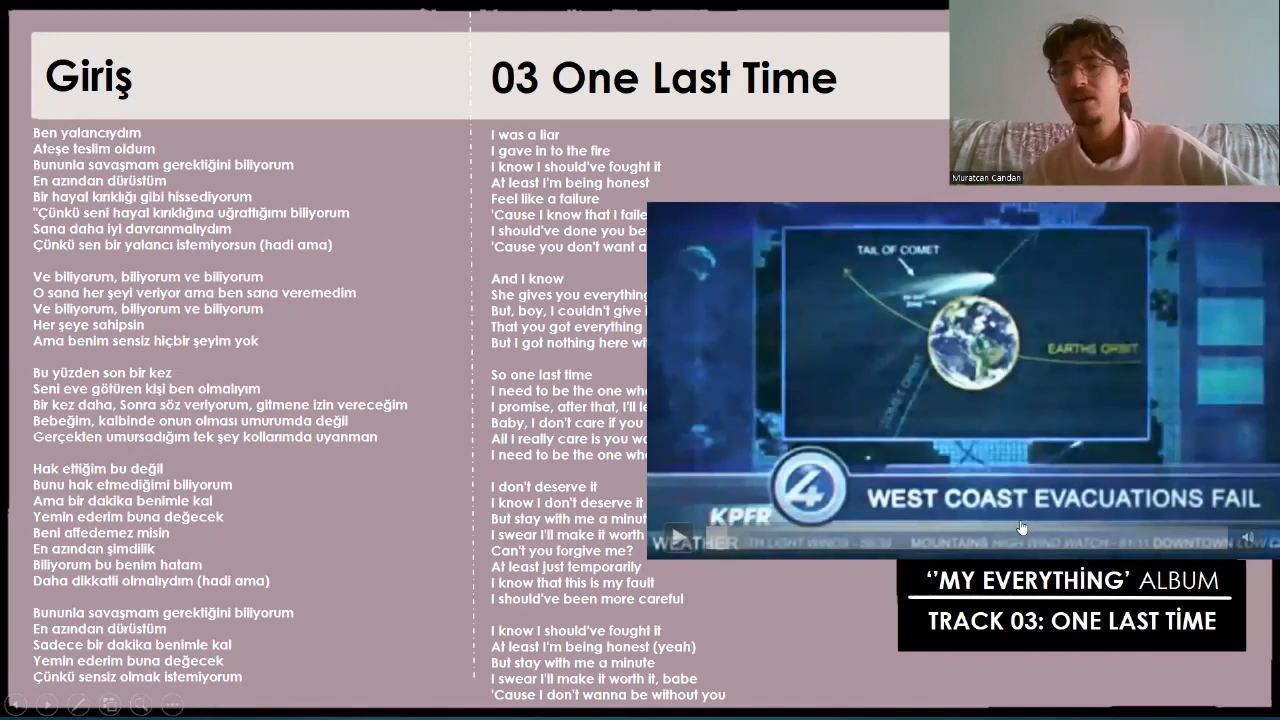 Giriş
Ben yalancıydım
Ateşe teslim oldum
Bununla savaşmam gerektiğini biliyorum
En azından dürüstüm
Bir hayal kırıklığı gibi hissediyorum
"Çünkü seni hayal kırıklığına uğrattığımı biliyorum
Sana daha iyi davranmalıydım
Çünkü sen bir yalancı istemiyorsun (hadi ama)
Ve biliyorum, biliyorum ve biliyorum
O sana her şeyi veriyor ama ben sana veremedim
Ve biliyorum, biliyorum ve biliyorum
Her şeye sahipsin
Ama benim sensiz hiçbir şeyim yok
Bu yüzden son bir kez
Seni eve götüren kişi ben olmalıyım
Bir kez daha, Sonra söz veriyorum, gitmene izin vereceğim
Bebeğim, kalbinde onun olması umurumda değil
Gerçekten umursadığım tek şey kollarımda uyanman
Hak ettiğim bu değil
Bunu hak etmediğimi biliyorum
Ama bir dakika benimle kal
Yemin ederim buna değecek
Beni affedemez misin
En azından şimdilik
Biliyorum bu benim hatam
Daha dikkatli olmalıydım (hadi ama)
Bununla savaşmam gerektiğini biliyorum
En azından dürüstüm
Sadece bir dakika benimle kal
Yemin ederim buna değecek
Çünkü sensiz olmak istemiyorum
03 One Last Time
I was a liar
I gave in to the fire
I know I should've fought it
At least I'm being honest
Feel like a failure
'Cause I know that I faile
I should've done you be
'Cause you don't want a
And I know
She gives you everything
But, boy, I couldn't give i
That you got everything
But I got nothing here wi
So one last time
I need to be the one who
I promise, after that, I'll le
Baby, I don't care if you
All I really care is you wa
I need to be the one who
I don't deserve it
I know I don't deserve it
But stay with me a minut
I swear I'll make it worth
Can't you forgive me?
At least just temporarily
I know that this is my fault
I should've been more careful
I know I should've fought it
At least I'm being honest (yeah)
But stay with me a minute
I swear I'll make it worth it, babe
'Cause I don't wanna be without you
Muratcan Candan
TAIL OF COMET
EARTHS ORBIT
COMET ORBIT
4
KPFR
WEST COAST EVACUATIONS FAIL
WEATHER TH LIGHT WINDS MOUNTAINS HIGH WIND WATCH DOWNTOWN LOW
''MY EVERYTHİNG' ALBUM
TRACK 03: ONE LAST TİME